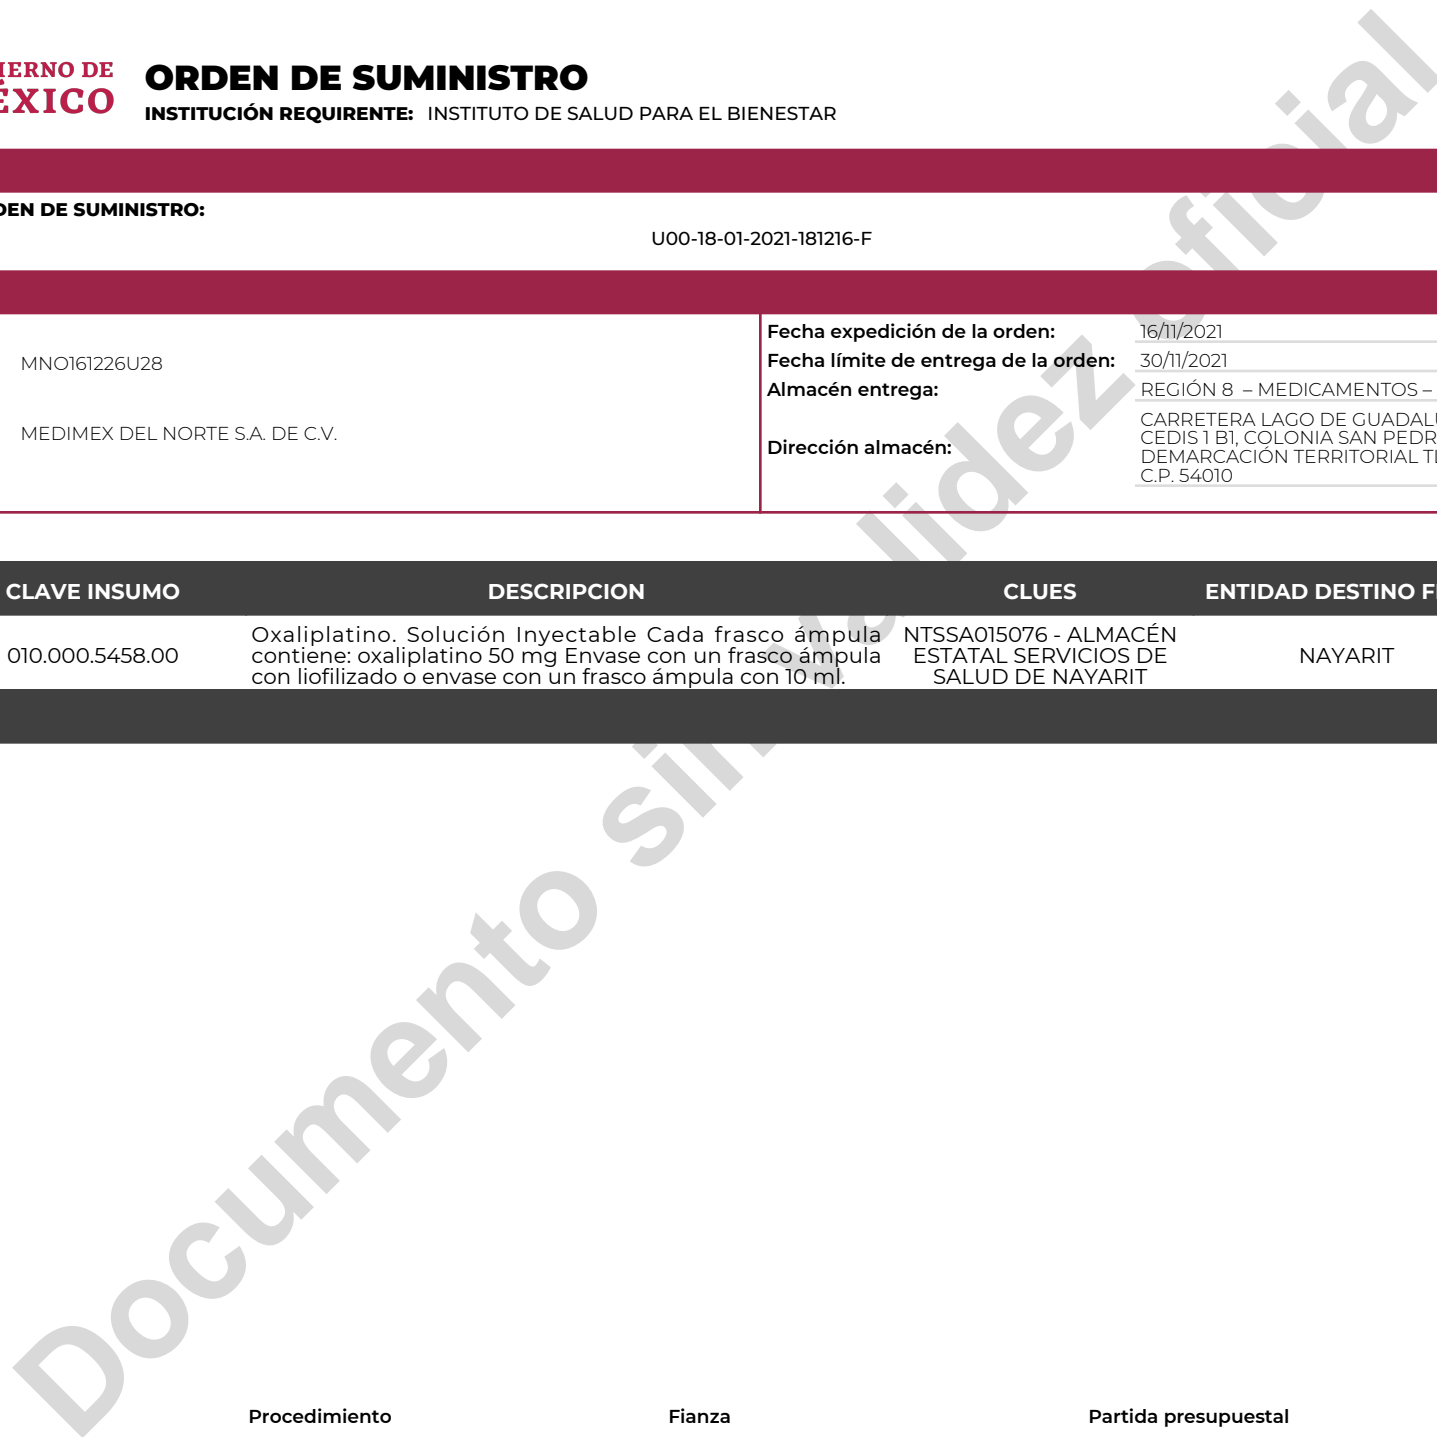 IERNO DE
ÉXICO
ORDEN DE SUMINISTRO
INSTITUCIÓN REQUIRENTE: INSTITUTO DE SALUD PARA EL BIENESTAR
DEN DE SUMINISTRO:
U00-18-01-2021-181216-F
MNO161226U28
MEDIMEX DEL NORTE S.A. DE C.V.
Fecha expedición de la orden: 16/11/2021
Fecha límite de entrega de la orden: 30/11/2021
Almacén entrega: REGIÓN 8 – MEDICAMENTOS –
Dirección almacén:
CARRETERA LAGO DE GUADALU
CEDIS 1 B1, COLONIA SAN PEDR
DEMARCACIÓN TERRITORIAL TL
C.P. 54010
CLAVE INSUMO DESCRIPCION CLUES ENTIDAD DESTINO F
010.000.5458.00
Oxaliplatino. Solución Inyectable Cada frasco ámpula
contiene: oxaliplatino 50 mg Envase con un frasco ámpula
con liofilizado o envase con un frasco ámpula con 10 ml.
NTSSA015076 - ALMACÉN
ESTATAL SERVICIOS DE
SALUD DE NAYARIT
NAYARIT
Documento sin validez oficial
Procedimiento Fianza Partida presupuestal